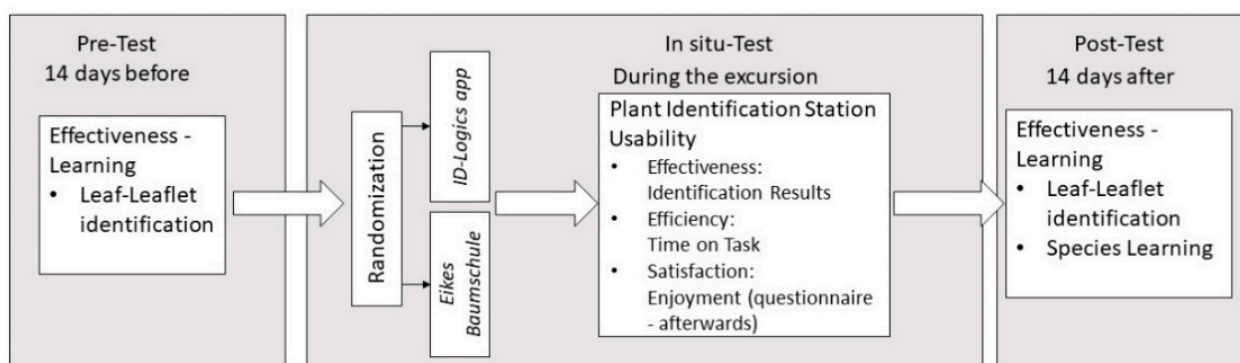 Pre-Test
14 days before
Effectiveness -
Learning
• Leaf-Leaflet
identification
In situ-Test
During the excursion
Randomization
ID-Logics app
Eikes
Baumschule
Plant Identification Station
Usability
• Effectiveness:
Identification Results
• Efficiency:
Time on Task
• Satisfaction:
Enjoyment (questionnaire
- afterwards)
Post-Test
14 days after
Effectiveness -
Learning
• Leaf-Leaflet
identification
• Species Learning